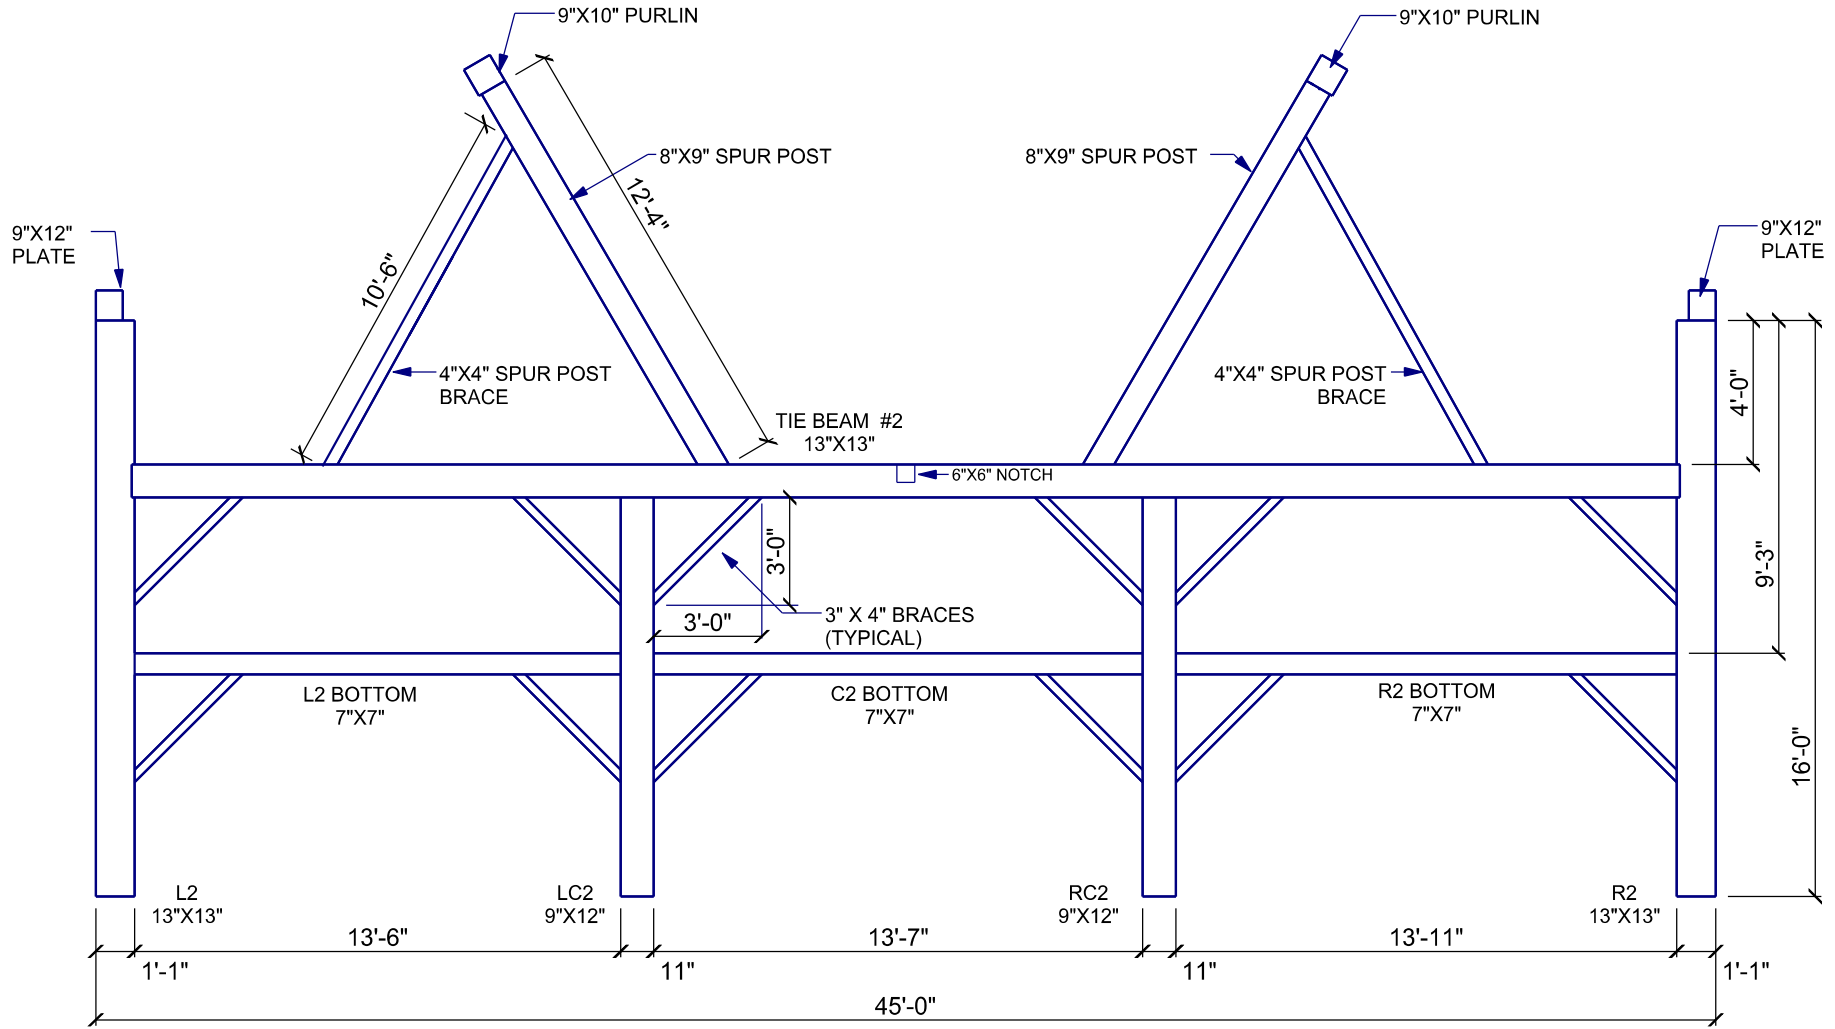 9"X10" PURLIN
9"X10" PURLIN
8"X9" SPUR POST
8"X9" SPUR POST
12'-4"
10'-6"
9"X12"
PLATE
9"X12"
PLATE
4"X4" SPUR POST
BRACE
4"X4" SPUR POST
BRACE
4'-0"
TIE BEAM #2
13"X13"
6"X6" NOTCH
3'-0"
9'-3"
3'-0"
3" X 4" BRACES
(TYPICAL)
L2 BOTTOM
7"X7"
C2 BOTTOM
7"X7"
R2 BOTTOM
7"X7"
16'-0"
L2
13"X13"
LC2
9"X12"
RC2
9"X12"
R2
13"X13"
13'-6"
13'-7"
13'-11"
1'-1"
11"
11"
1'-1"
45'-0"